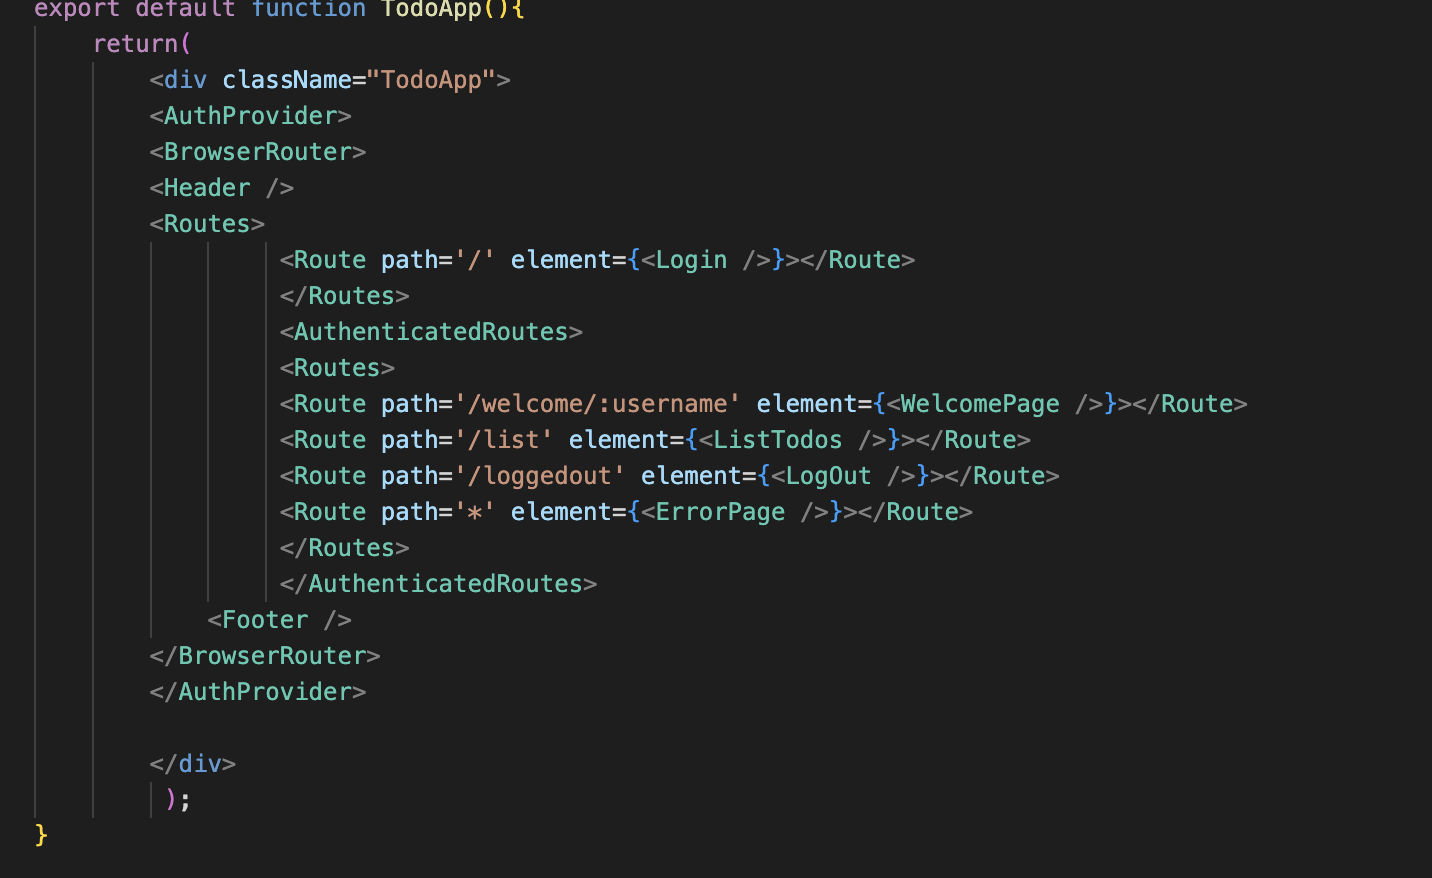 export default function TodoApp(){
return(
<div className="TodoApp">
<AuthProvider>
<BrowserRouter>
<Header />
<Routes>
<Route path='/' element={<Login />}></Route>
</Routes>
<AuthenticatedRoutes>
<Routes>
<Route path='/welcome/:username' element={<WelcomePage />}></Route>
<Route path='/list' element={<ListTodos />}></Route>
<Route path='/loggedout' element={<LogOut />}></Route>
<Route path='*' element={<ErrorPage />}></Route>
</Routes>
</AuthenticatedRoutes>
<Footer />
</BrowserRouter>
</AuthProvider>
</div>
);
}